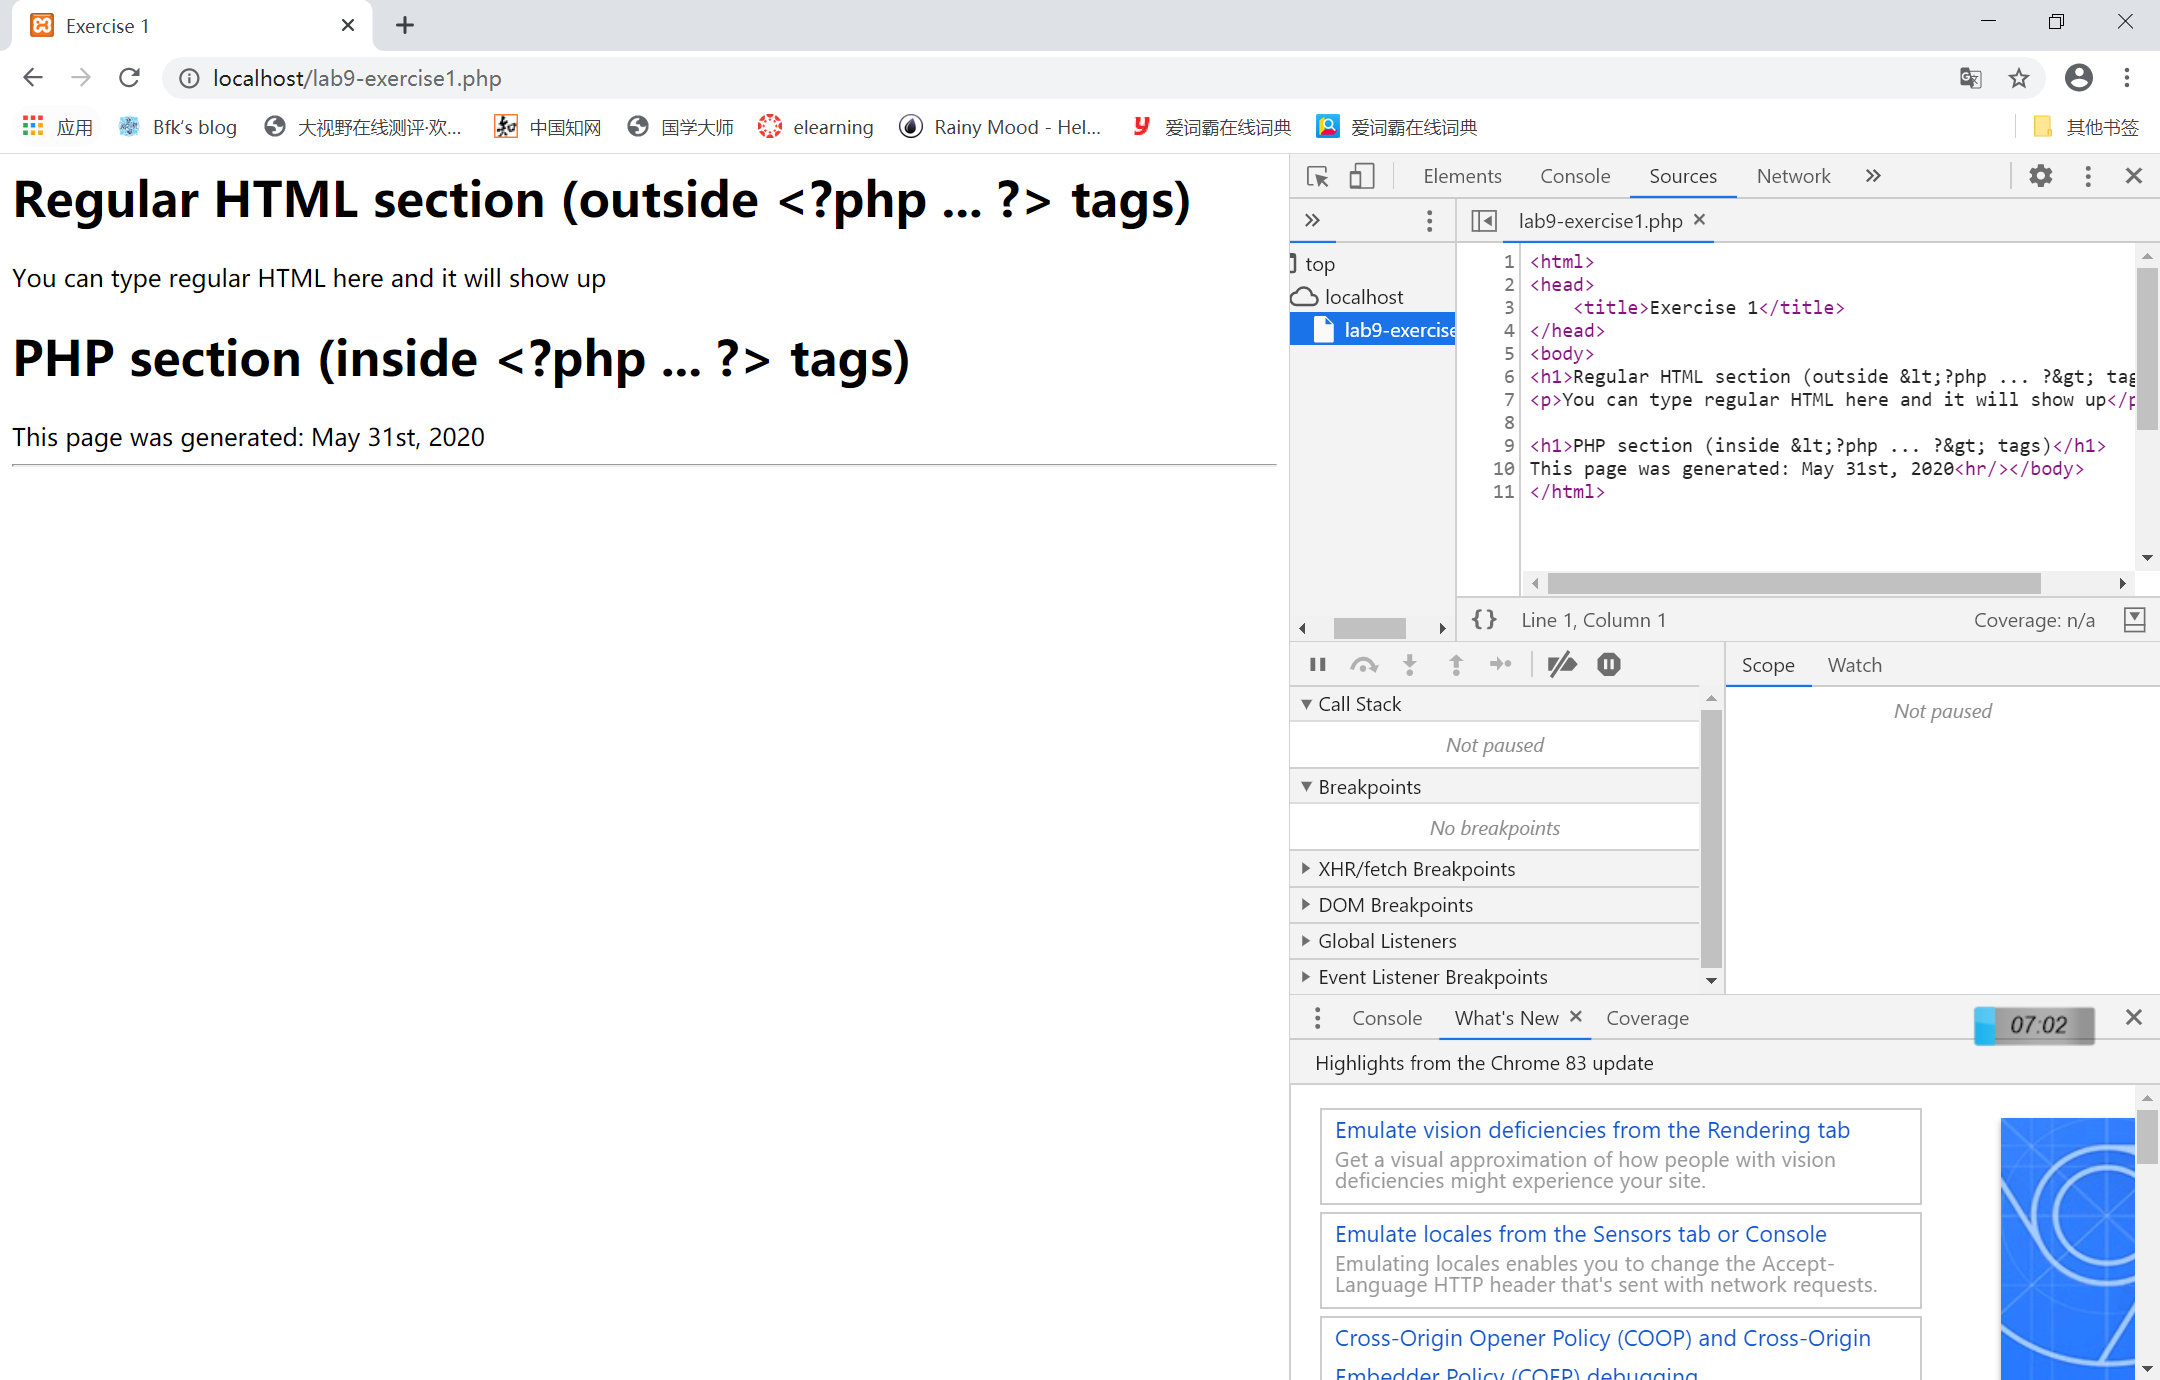 Exercise 1
localhost/lab9-exercise1.php
应用
Bfk's blog
大视野在线测评·欢...
中国知网
国学大师
elearning
Rainy Mood - Hel...
爱词霸在线词典
爱词霸在线词典
其他书签
Regular HTML section (outside <?php ... ?> tags)
You can type regular HTML here and it will show up
PHP section (inside <?php ... ?> tags)
This page was generated: May 31st, 2020
Elements Console Sources Network
lab9-exercise1.php
top
localhost
lab9-exercise
1 <html>
2 <head>
3 <title>Exercise 1</title>
4 </head>
5 <body>
6 <h1>Regular HTML section (outside &lt;?php ... ?&gt; tag
7 <p>You can type regular HTML here and it will show up</p
8
9 <h1>PHP section (inside &lt;?php ... ?&gt; tags)</h1>
10 This page was generated: May 31st, 2020<hr/></body>
11 </html>
{} Line 1, Column 1
Coverage: n/a
Call Stack
Not paused
Breakpoints
No breakpoints
XHR/fetch Breakpoints
DOM Breakpoints
Global Listeners
Event Listener Breakpoints
Scope Watch
Not paused
Console What's New Coverage
07:02
Highlights from the Chrome 83 update
Emulate vision deficiencies from the Rendering tab
Get a visual approximation of how people with vision
deficiencies might experience your site.
Emulate locales from the Sensors tab or Console
Emulating locales enables you to change the Accept-
Language HTTP header that's sent with network requests.
Cross-Origin Opener Policy (COOP) and Cross-Origin
Embedder Policy (COEP) debugging